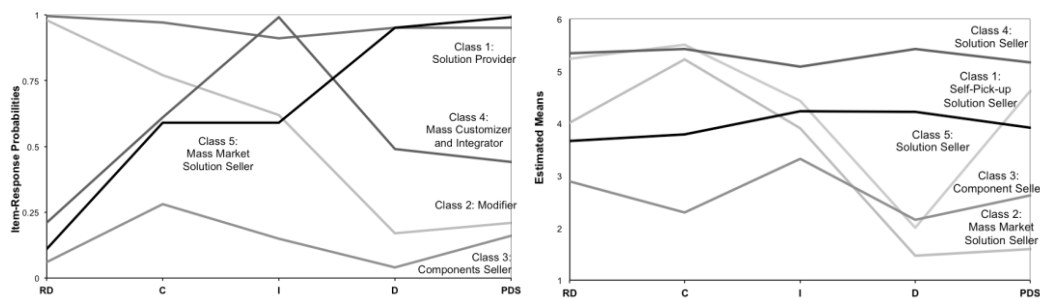 Item-Response Probabilities
1
0.75
0.5
0.25
0
RD
C
I
D
PDS
Class 1:
Solution Provider
Class 4:
Mass Customizer
and Integrator
Class 5:
Mass Market
Solution Seller
Class 2: Modifier
Class 3:
Components Seller
Estimated Means
6
5
4
3
2
1
RD
C
I
D
PDS
Class 4:
Solution Seller
Class 1:
Self-Pick-up
Solution Seller
Class 5:
Solution Seller
Class 3:
Component Selle
Class 2:
Mass Market
Solution Seller